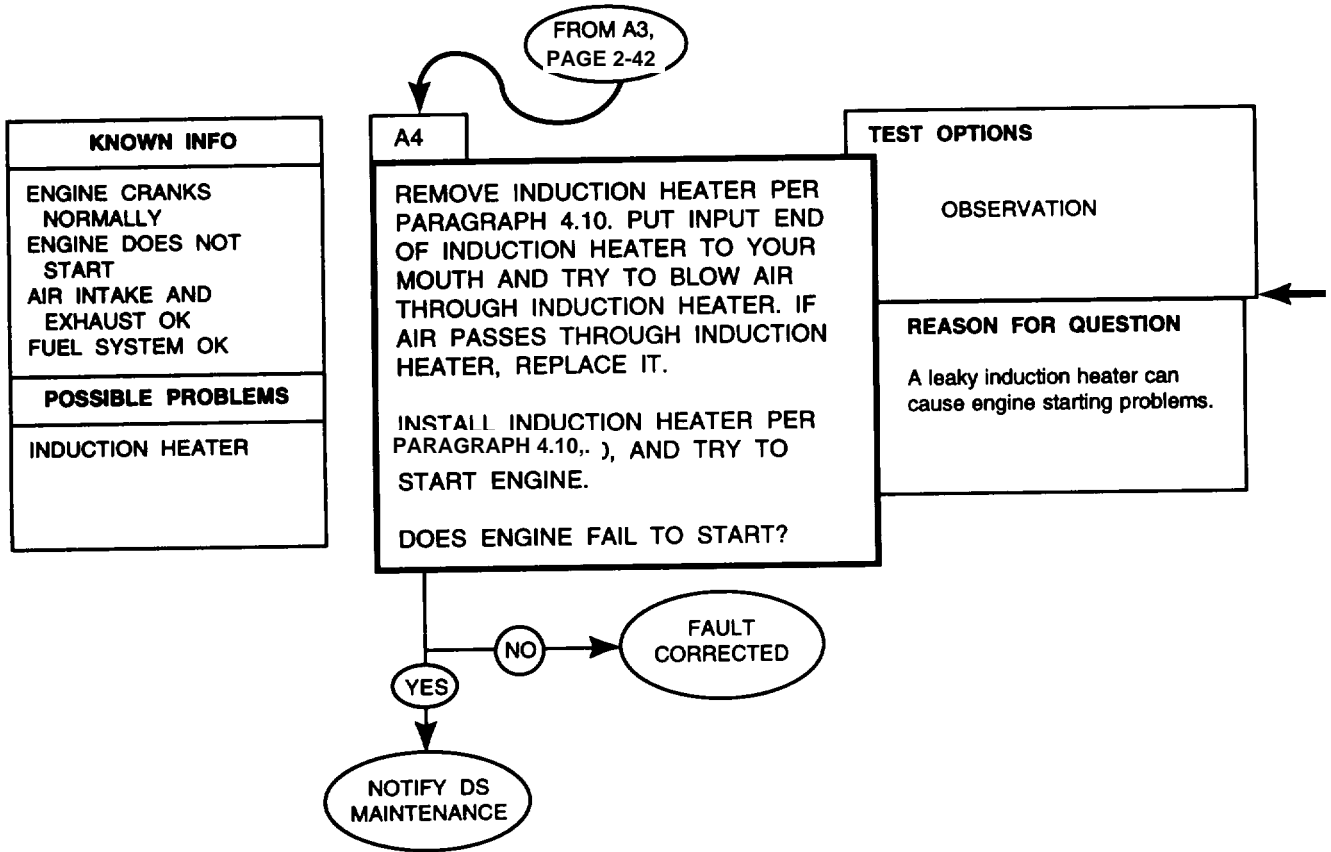 FROM A3,
PAGE 2-42
KNOWN INFO
ENGINE CRANKS
NORMALLY
ENGINE DOES NOT
START
AIR INTAKE AND
EXHAUST OK
FUEL SYSTEM OK
POSSIBLE PROBLEMS
INDUCTION HEATER
A4
REMOVE INDUCTION HEATER PER
PARAGRAPH 4.10. PUT INPUT END
OF INDUCTION HEATER TO YOUR
MOUTH AND TRY TO BLOW AIR
THROUGH INDUCTION HEATER. IF
AIR PASSES THROUGH INDUCTION
HEATER, REPLACE IT.
INSTALL INDUCTION HEATER PER
PARAGRAPH 4.10,. ), AND TRY TO
START ENGINE.
DOES ENGINE FAIL TO START?
TEST OPTIONS
OBSERVATION
REASON FOR QUESTION
A leaky induction heater can
cause engine starting problems.
NO
FAULT
CORRECTED
YES
NOTIFY DS
MAINTENANCE